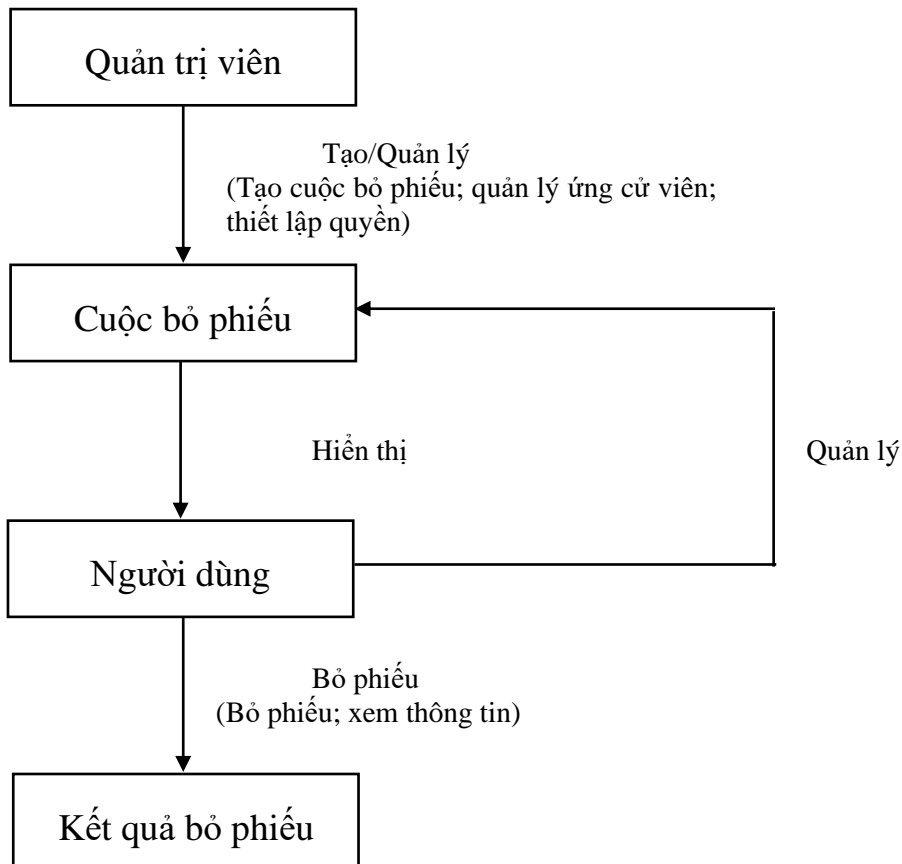 Quản trị viên
Tạo/Quản lý
(Tạo cuộc bỏ phiếu; quản lý ứng cử viên;
thiết lập quyền)
Cuộc bỏ phiếu
Hiển thị
Quản lý
Người dùng
Bỏ phiếu
(Bỏ phiếu; xem thông tin)
Kết quả bỏ phiếu